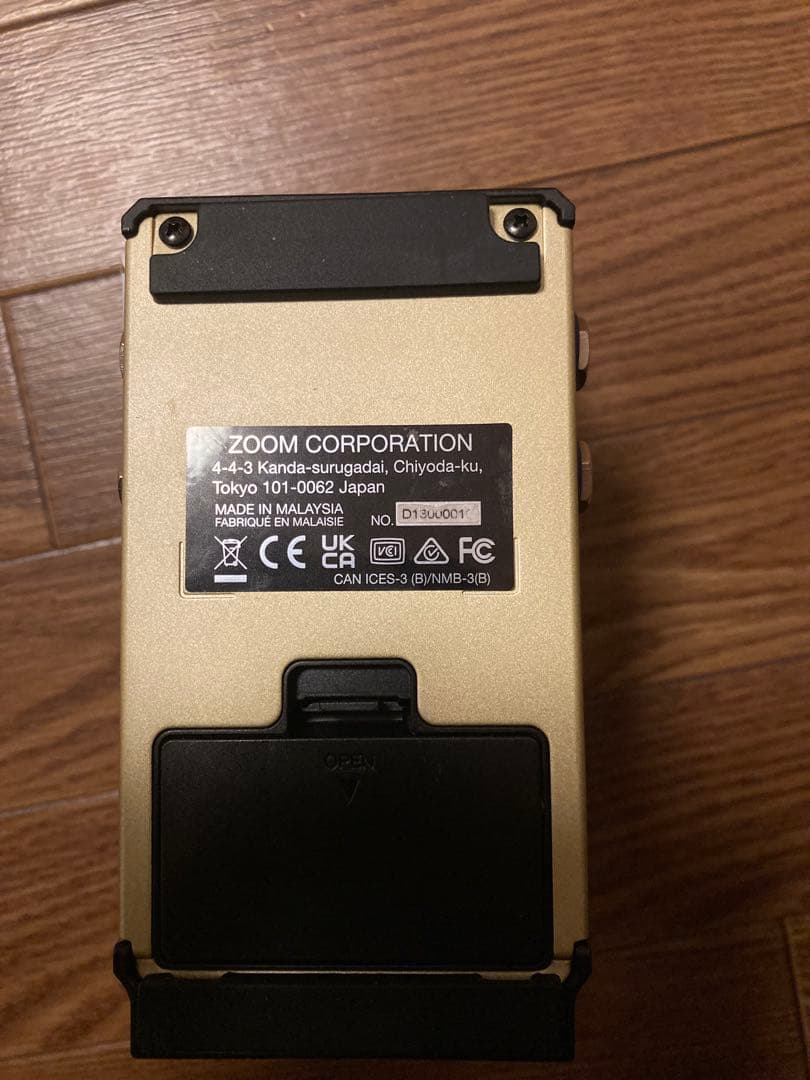 ZOOM CORPORATION
4-4-3 Kanda-surugadai, Chiyoda-ku,
Tokyo 101-0062 Japan
MADE IN MALAYSIA
FABRIQUÉ EN MALAISIE
NO.
CE
UK
CA
VCI
FC
CAN ICES-3 (B)/NMB-3(B)
OPEN